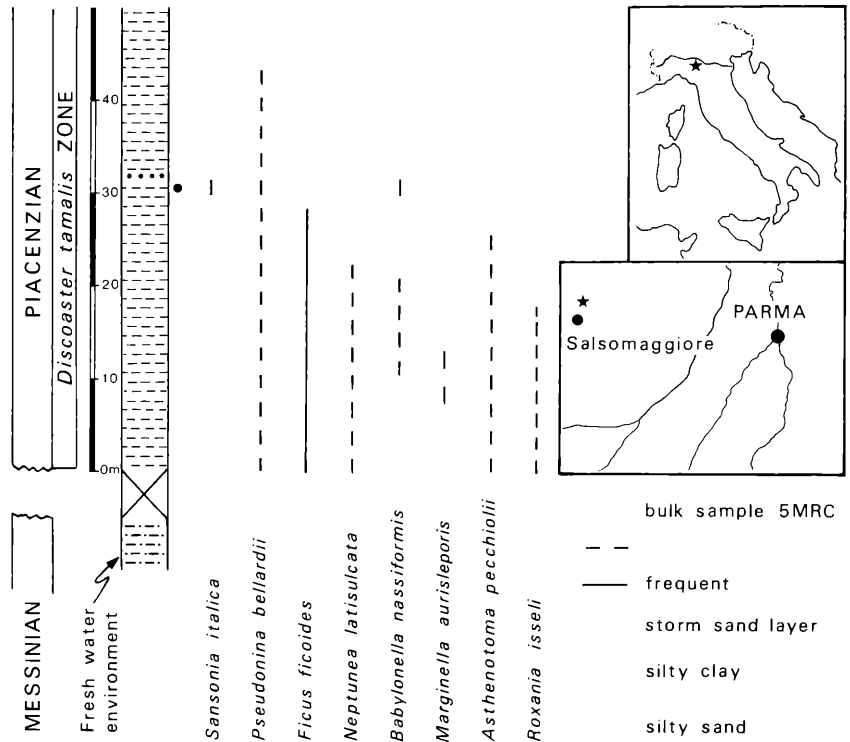 PIACENZIAN
MESSINIAN
Discoaster tamalis ZONE
40
30
20
10
0m
Fresh water
environment
Sansonia italica
Pseudonina bellardii
Ficus ficoides
Neptunea latisulcata
Babylonella nassiformis
Marginella aurisleporis
Asthenotoma pecchiolii
Roxania isseli
PARMA
Salsomaggiore
bulk sample 5MRC
frequent
storm sand layer
silty clay
silty sand